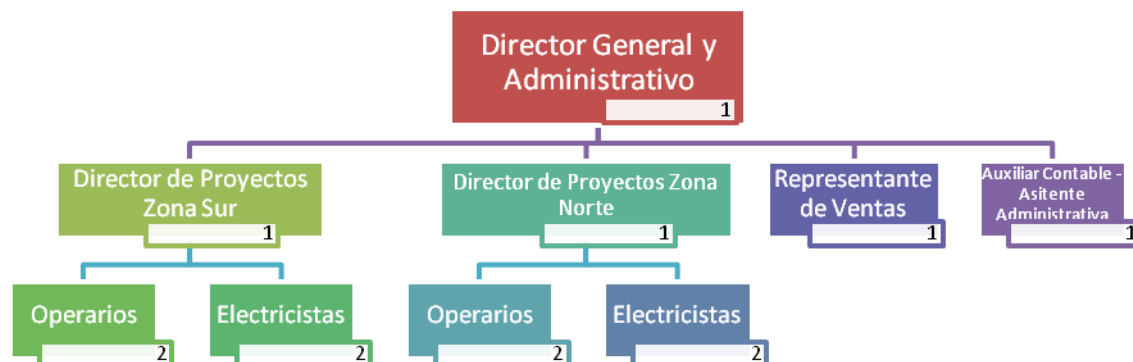 Director General y
Administrativo
1
Director de Proyectos
Zona Sur
1
Director de Proyectos Zona
Norte
1
Representante
de Ventas
1
Auxiliar Contable -
Asitente
Administrativa
1
Operarios
2
Electricistas
2
Operarios
2
Electricistas
2